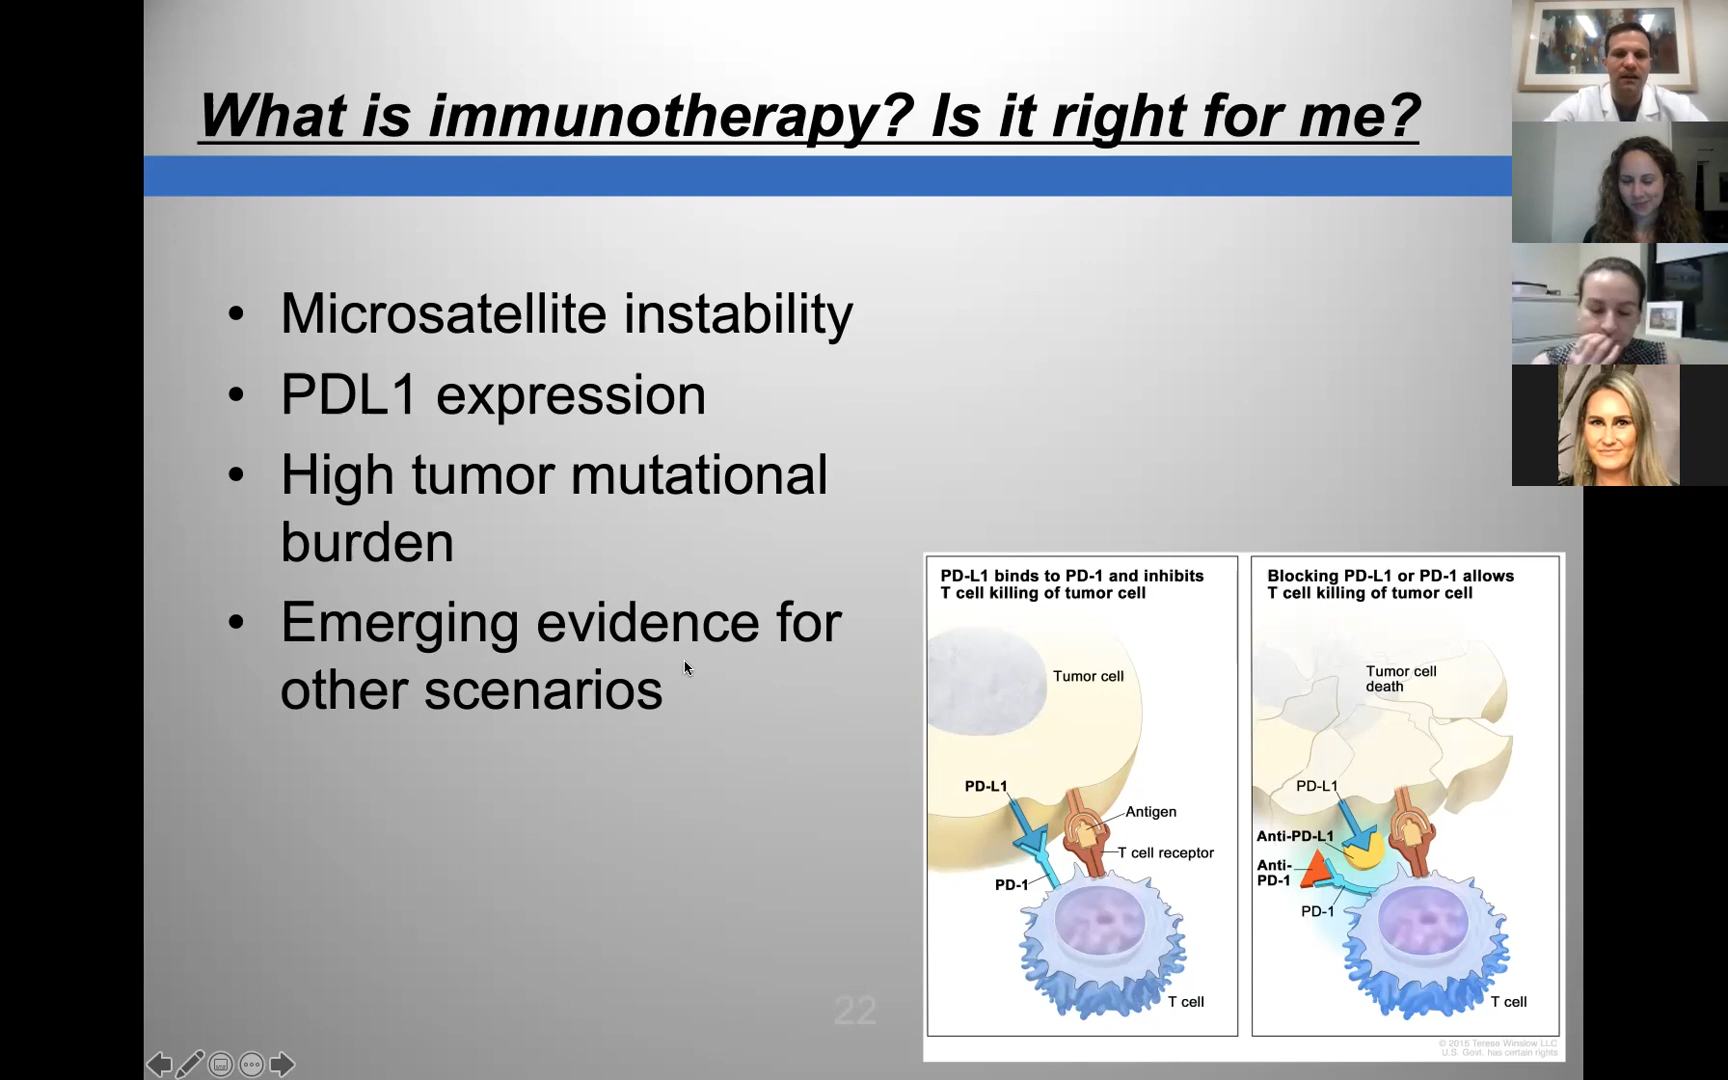 What is immunotherapy? Is it right for me?
• Microsatellite instability
• PDL1 expression
• High tumor mutational
burden
• Emerging evidence for
other scenarios
PD-L1 binds to PD-1 and inhibits
T cell killing of tumor cell
Tumor cell
PD-L1
Antigen
T cell receptor
PD-1
T cell
Blocking PD-L1 or PD-1 allows
T cell killing of tumor cell
Tumor cell
death
PD-L1
Anti-PD-L1
Anti-
PD-1
PD-1
T cell
© 2015 Terese Winslow LLC
U.S. Govt. has certain rights
22